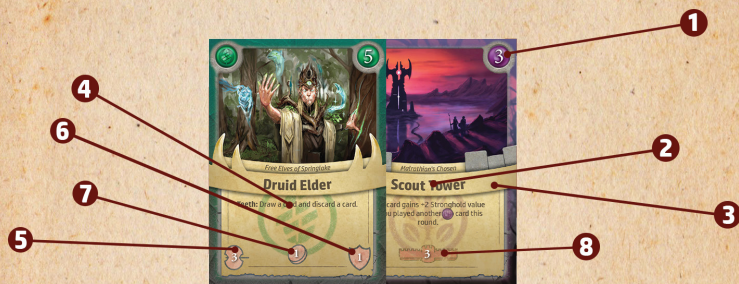 1
3
5
4
6
2
Free Elves of Springlake
Druid Elder
Scout Tower
7
3
Teeth: Draw a card and discard a card.
card gains +2 Stronghold value
you played another card this
round.
5
3
1
1
3
8